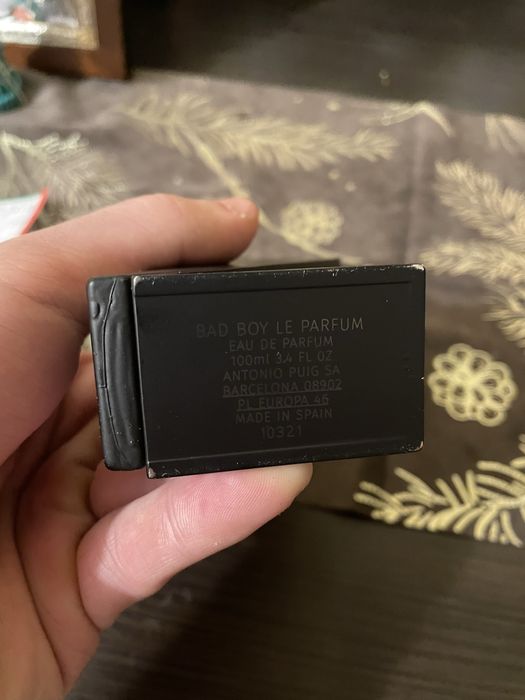 BAD BOY LE PARFUM
EAU DE PARFUM
100ml 3.4 FL OZ
ANTONIO PUIG SA
BARCELONA 08902
PL EUROPA 46
MADE IN SPAIN
10321